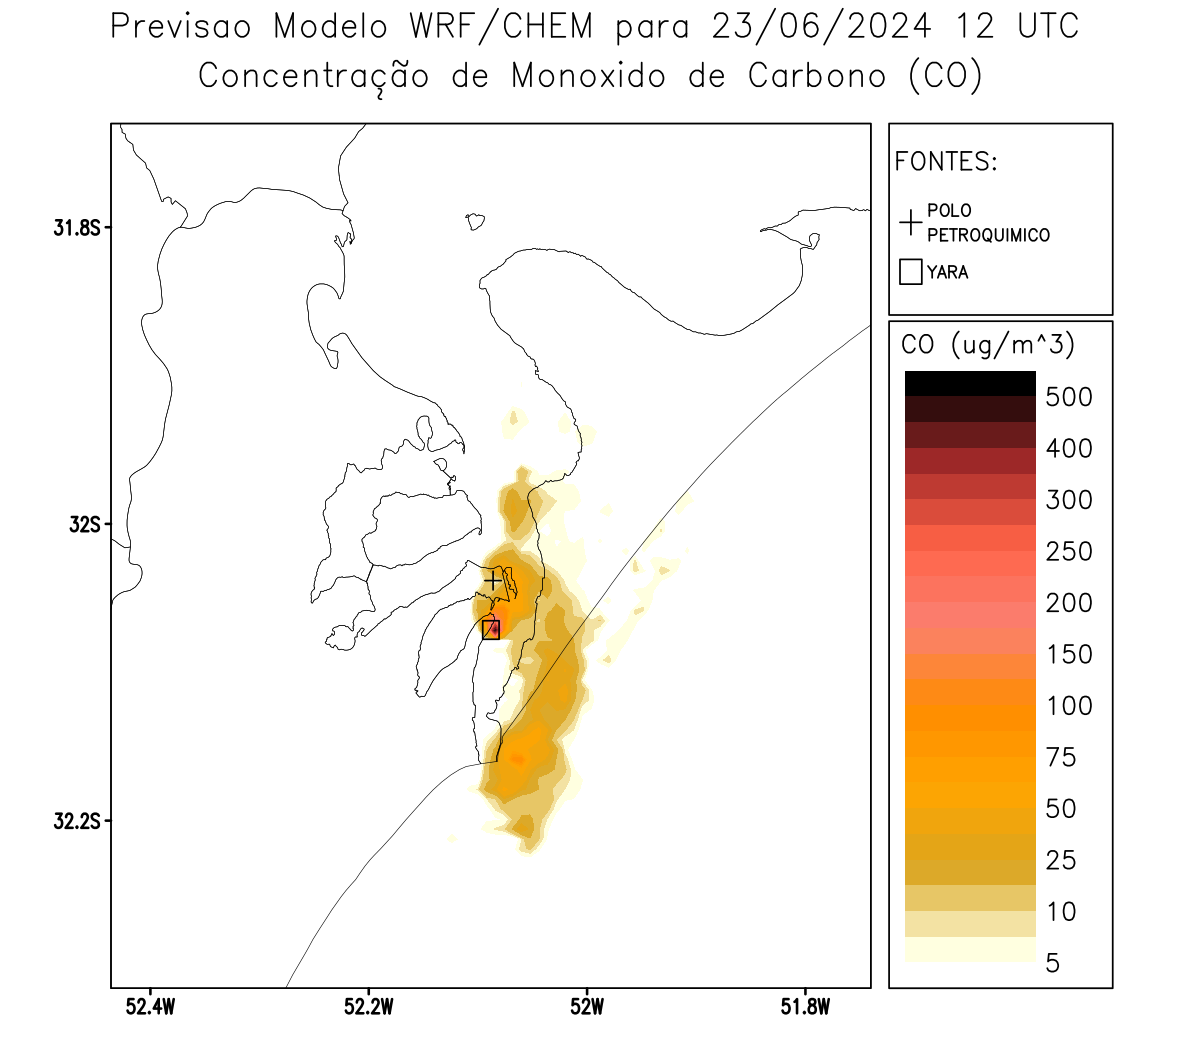 Previsao Modelo WRF/CHEM para 23/06/2024 12 UTC
Concentração de Monoxido de Carbono (CO)
FONTES:
POLO
PETROQUIMICO
YARA
CO (ug/m^3)
500
400
300
250
200
150
100
75
50
25
10
5
31.8S
32S
32.2S
52.4W
52.2W
52W
51.8W